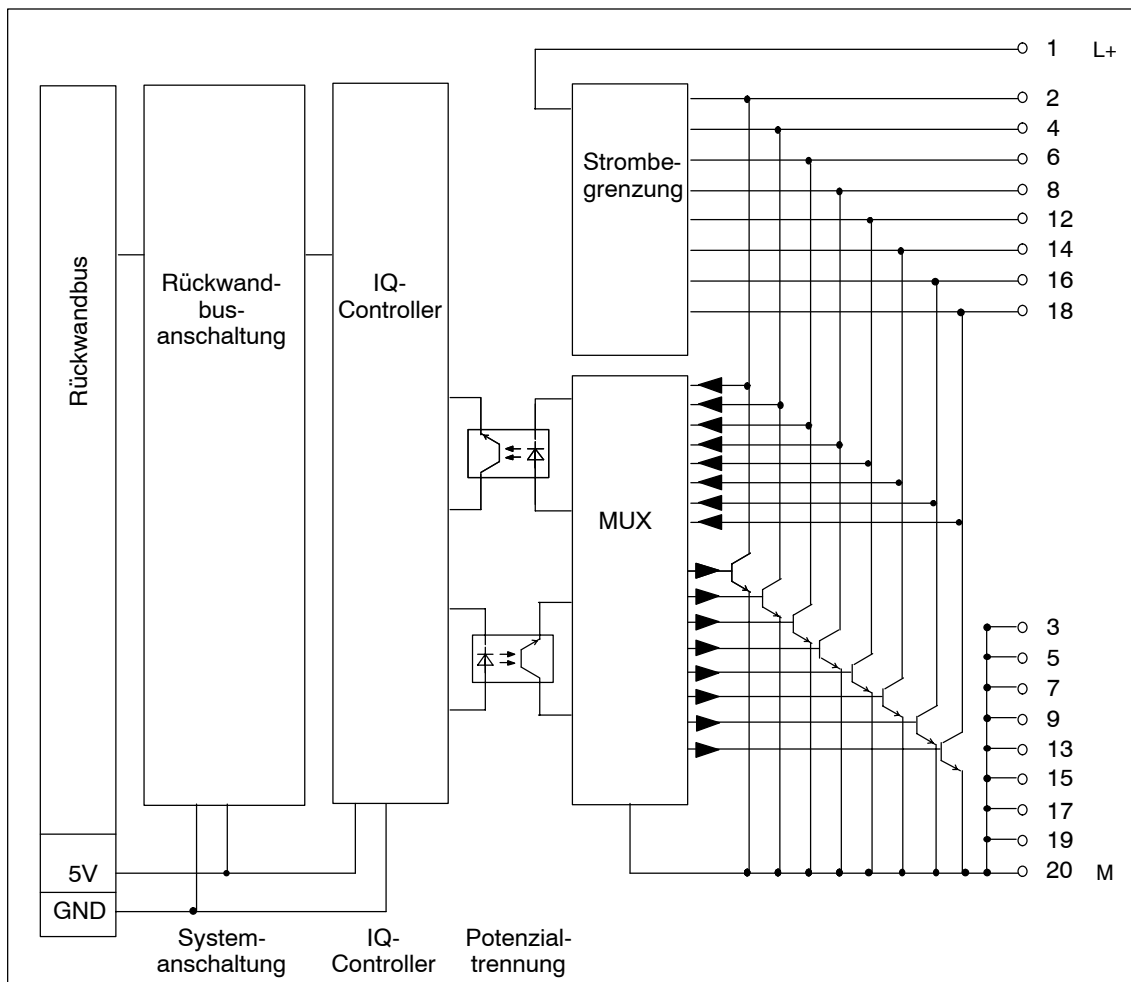 1 L+
2
4
6
8
12
14
16
18
Strombe-
grenzung
Rückwandbus
Rückwand-
bus-
anschaltung
IQ-
Controller
MUX
3
5
7
9
13
15
17
19
20 M
5V
GND
System-
anschaltung
IQ-
Controller
Potenzial-
trennung